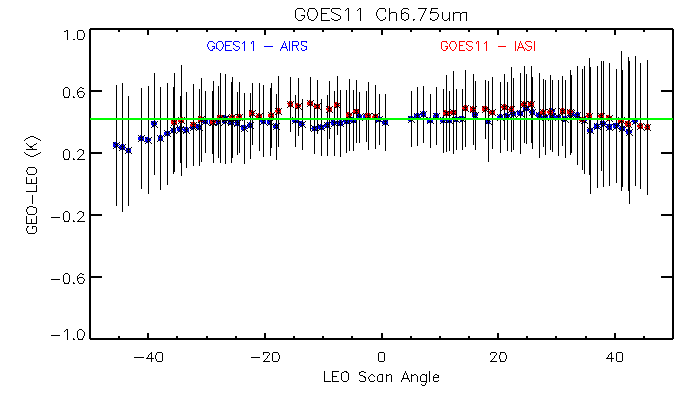 GOES11 Ch6.75um
GOES11 - AIRS
GOES11 - IASI
1.0
0.6
0.2
-0.2
-0.6
-1.0
GEO-LEO (K)
-40 -20 0 20 40
LEO Scan Angle